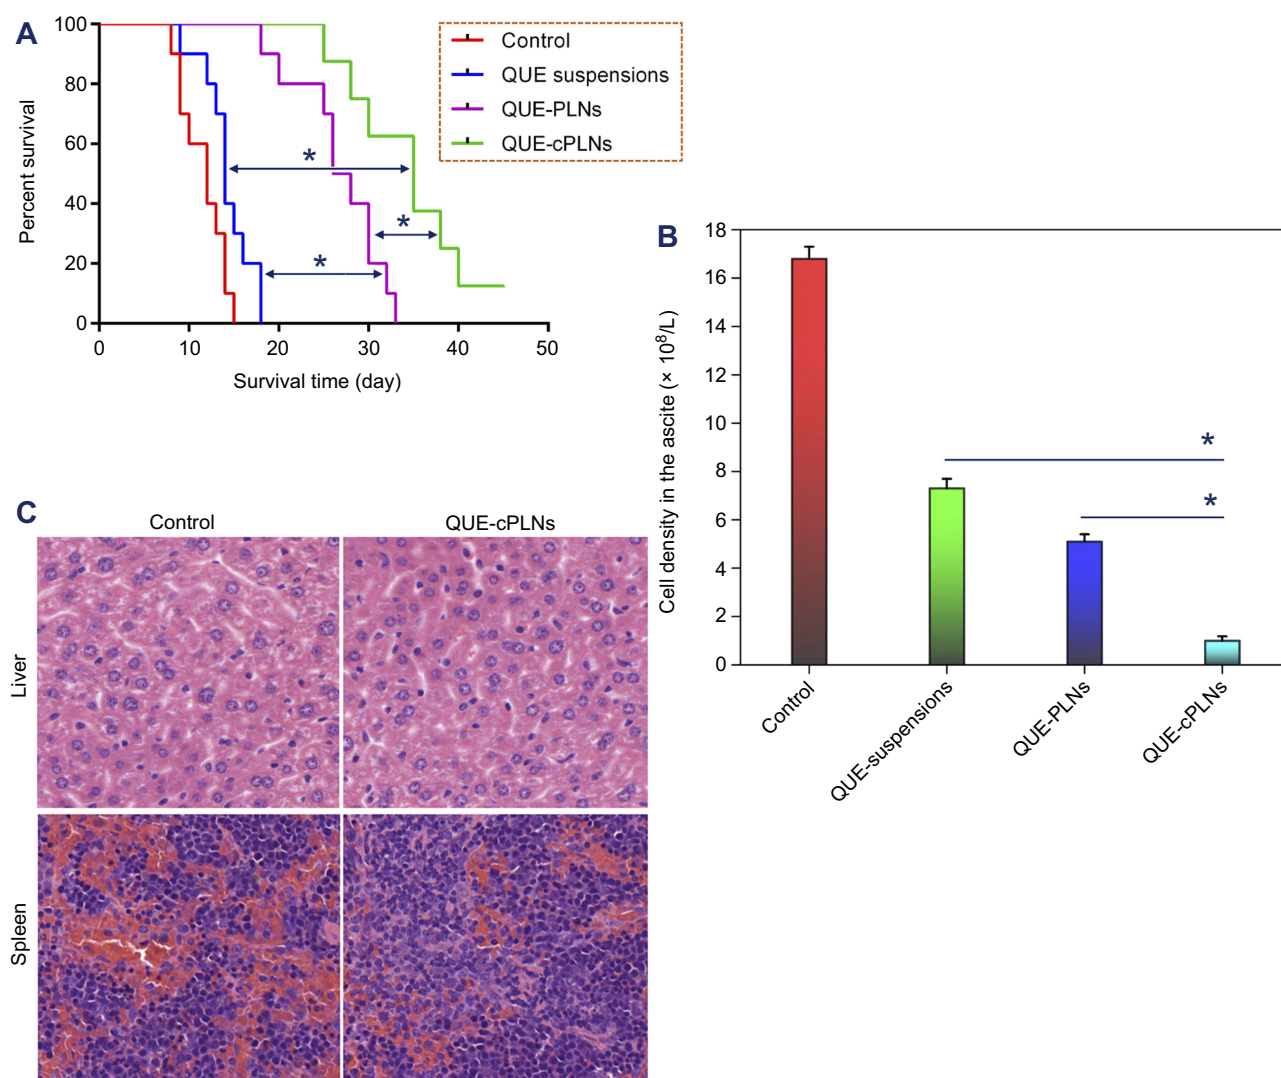 A
100
80
60
40
20
0
Percent survival
0 10 20 30 40 50
Survival time (day)
Control
QUE suspensions
QUE-PLNs
QUE-cPLNs
*
*
*
B
18
16
14
12
10
8
6
4
2
0
Cell density in the ascite (× 10⁸/L)
*
*
Control
QUE-suspensions
QUE-PLNs
QUE-cPLNs
C
Control QUE-cPLNs
Liver
Spleen